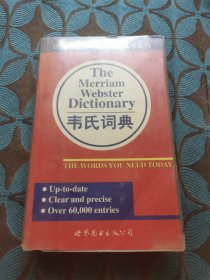 The
Merriam
Webster
Dictionary
韦氏词典
THE WORDS YOU NEED TODAY
• Up-to-date
• Clear and precise
• Over 60,000 entries
世界图书出版公司